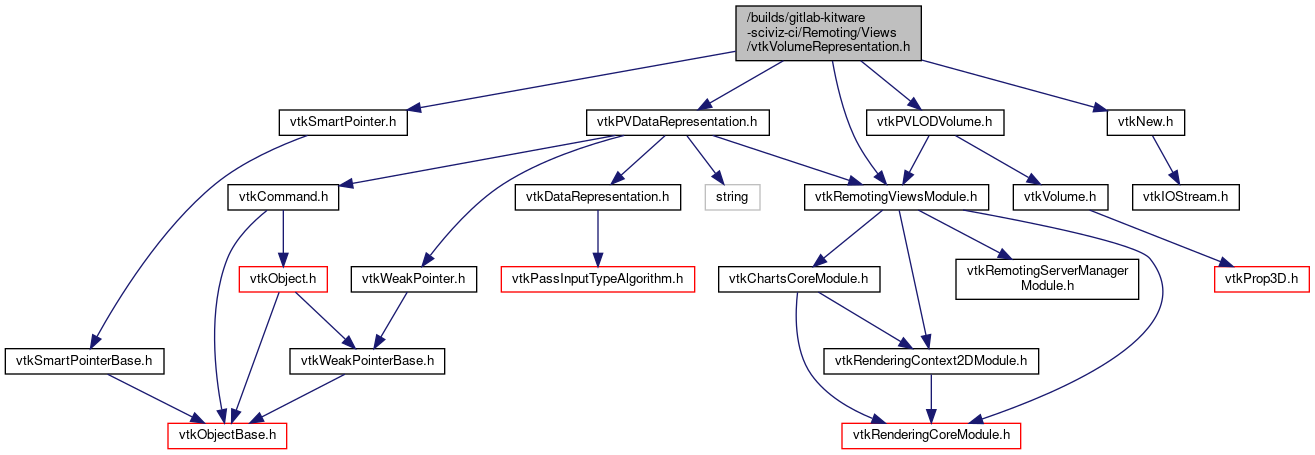 /builds/gitlab-kitware
-sciviz-ci/Remoting/Views
/vtkVolumeRepresentation.h
vtkSmartPointer.h
vtkPVDataRepresentation.h
vtkPVLODVolume.h
vtkNew.h
vtkCommand.h
vtkDataRepresentation.h
string
vtkRemotingViewsModule.h
vtkVolume.h
vtkIOStream.h
vtkObject.h
vtkWeakPointer.h
vtkPassInputTypeAlgorithm.h
vtkChartsCoreModule.h
vtkRemotingServerManager
Module.h
vtkProp3D.h
vtkSmartPointerBase.h
vtkWeakPointerBase.h
vtkRenderingContext2DModule.h
vtkObjectBase.h
vtkRenderingCoreModule.h